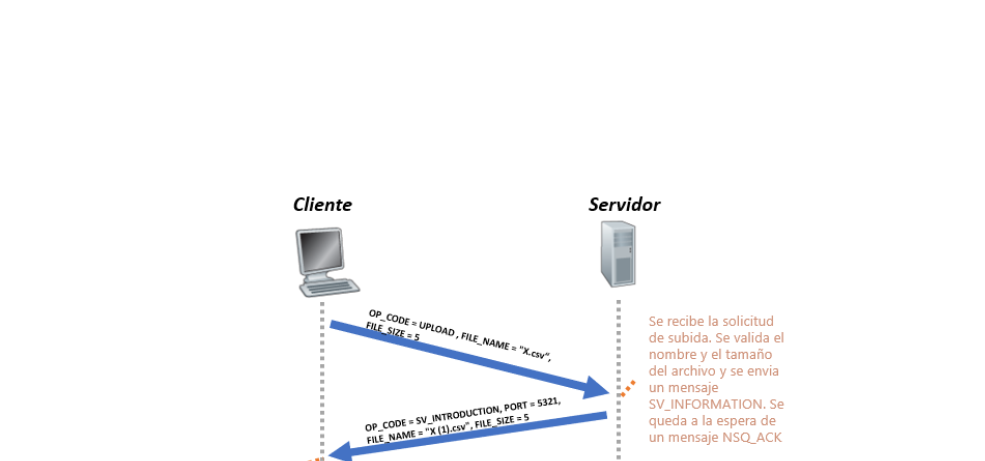 Cliente
Servidor
OP_CODE = UPLOAD , FILE_NAME = "X.csv",
FILE_SIZE = 5
Se recibe la solicitud
de subida. Se valida el
nombre y el tamaño
del archivo y se envia
un mensaje
SV_INFORMATION. Se
queda a la espera de
un mensaje NSQ_ACK
OP_CODE = SV_INTRODUCTION, PORT = 5321,
FILE_NAME = "X (1).csv", FILE_SIZE = 5